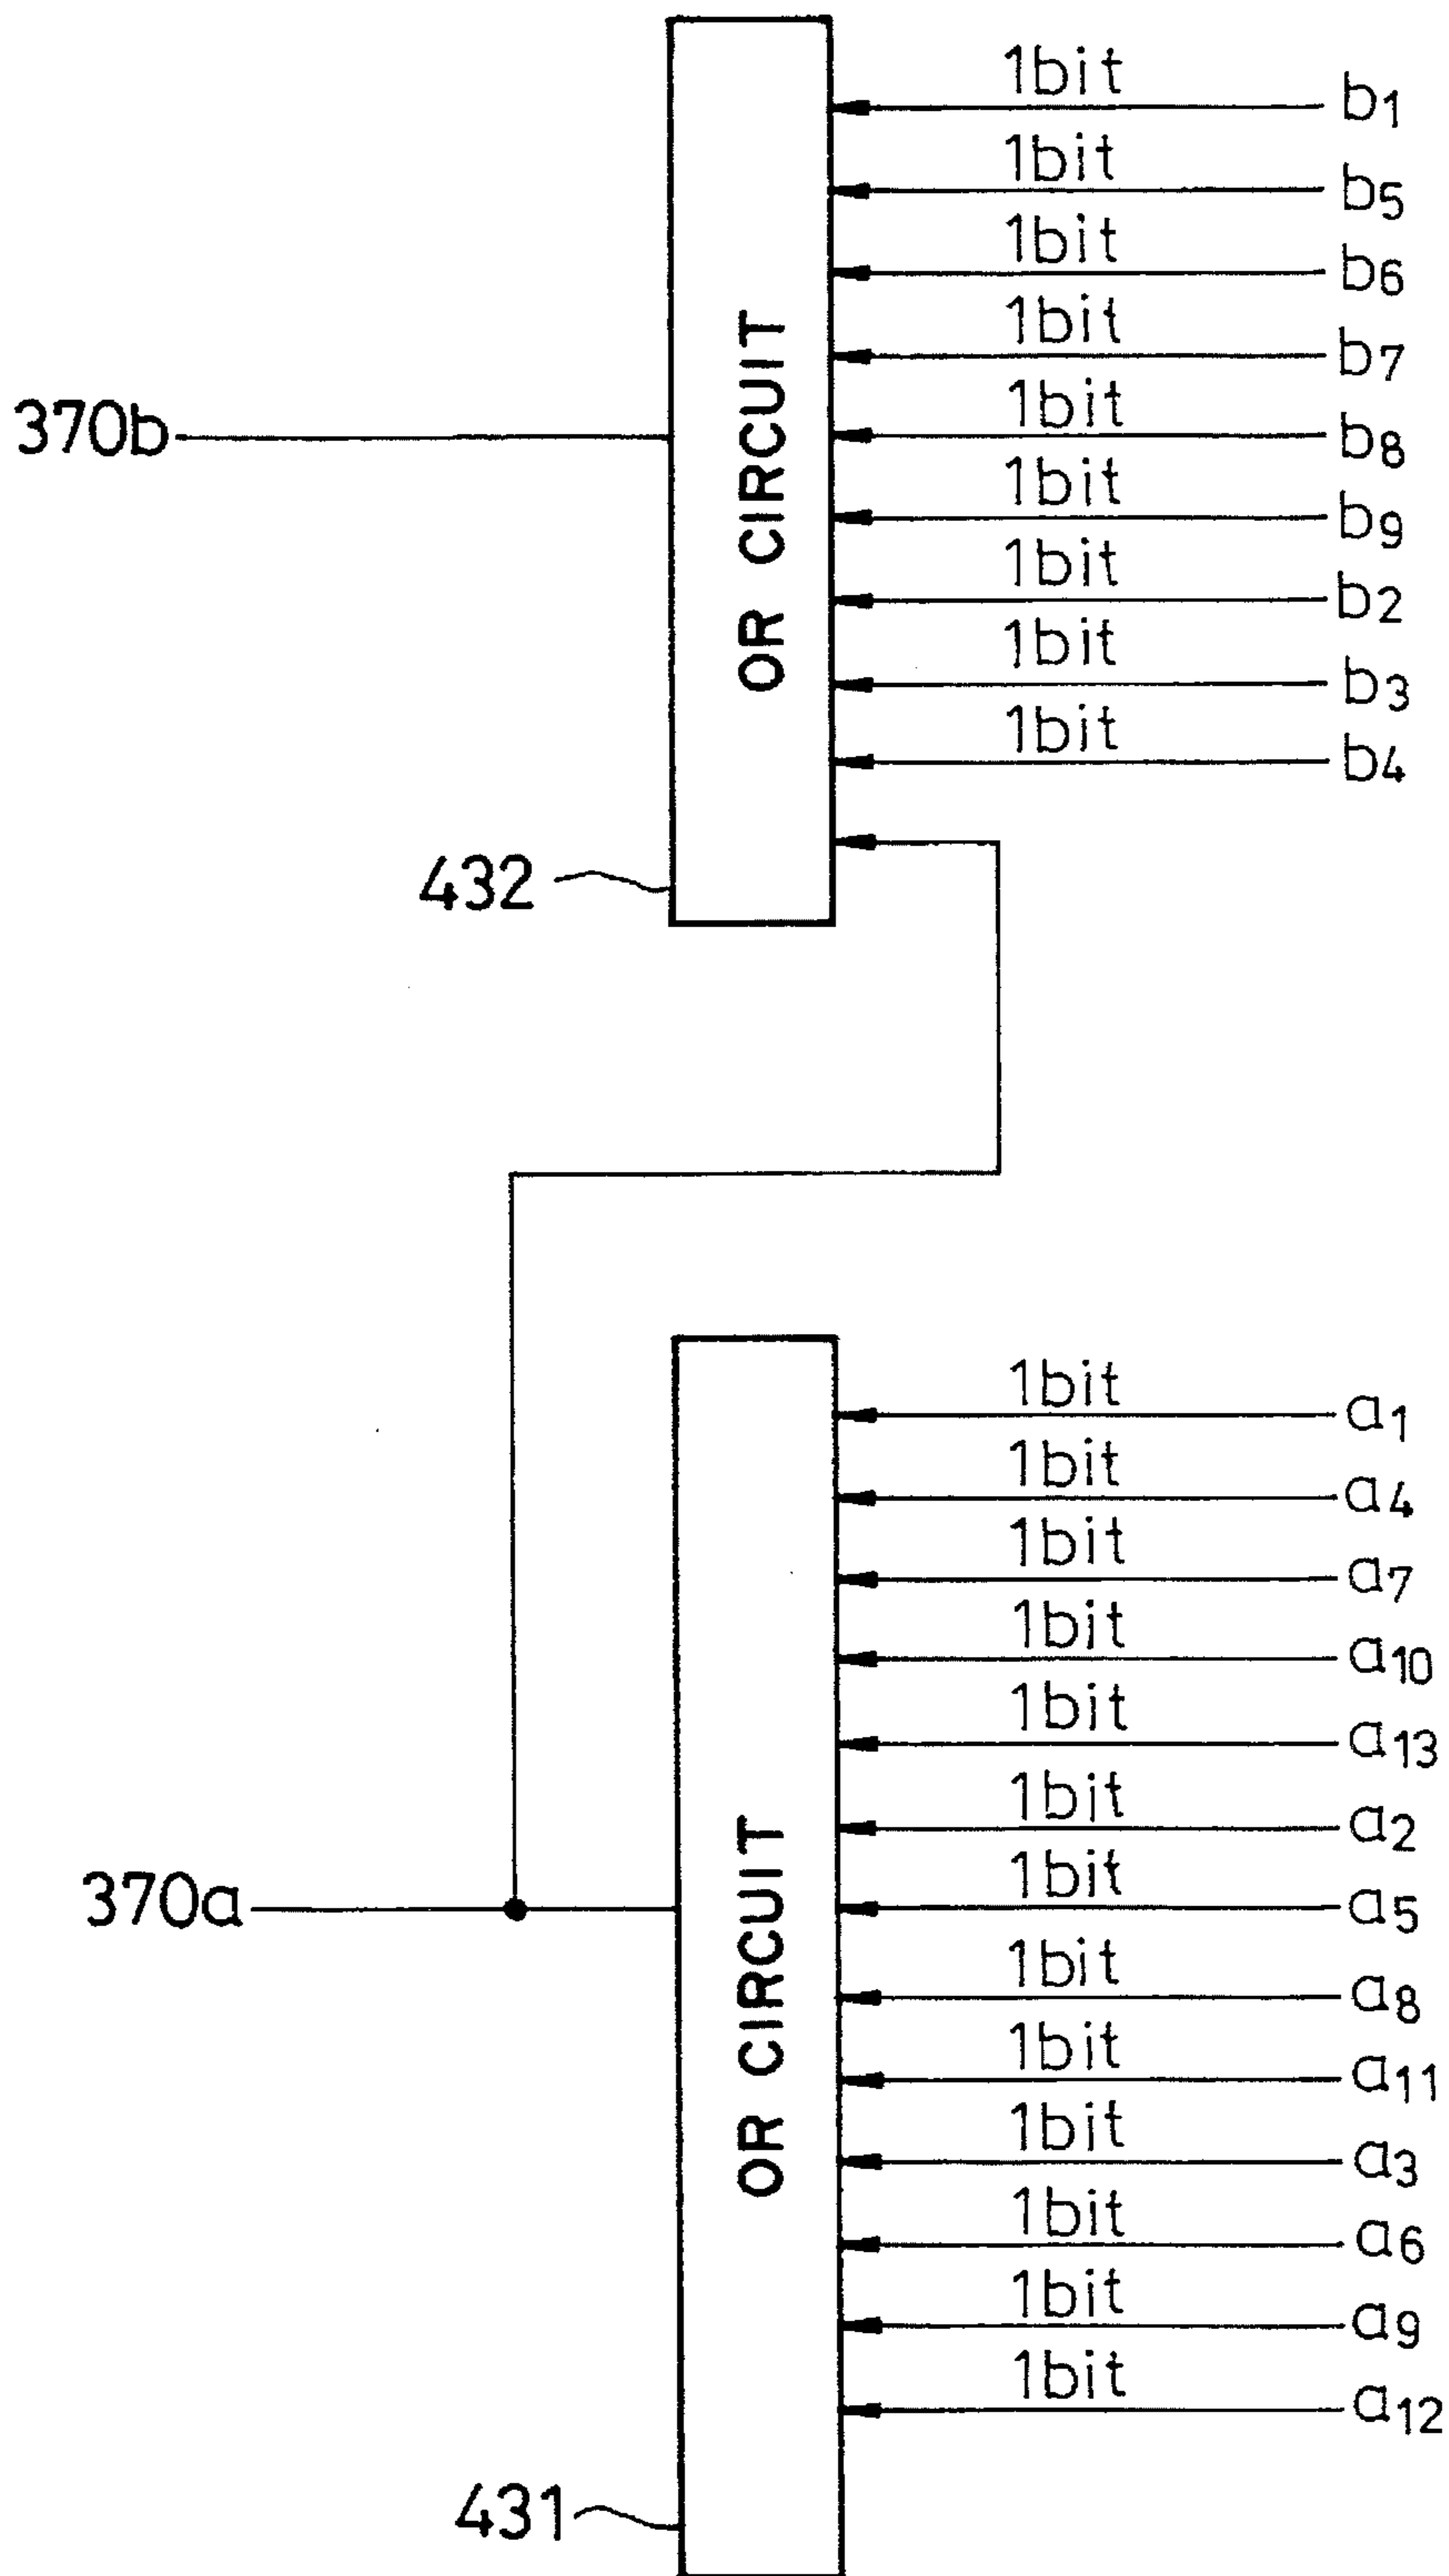 1bit b1
1bit b5
1bit b6
1bit b7
1bit b8
1bit b9
1bit b2
1bit b3
1bit b4
OR CIRCUIT
370b
432
1bit a1
1bit a4
1bit a7
1bit a10
1bit a13
1bit a2
1bit a5
1bit a8
1bit a11
1bit a3
1bit a6
1bit a9
1bit a12
OR CIRCUIT
370a
431